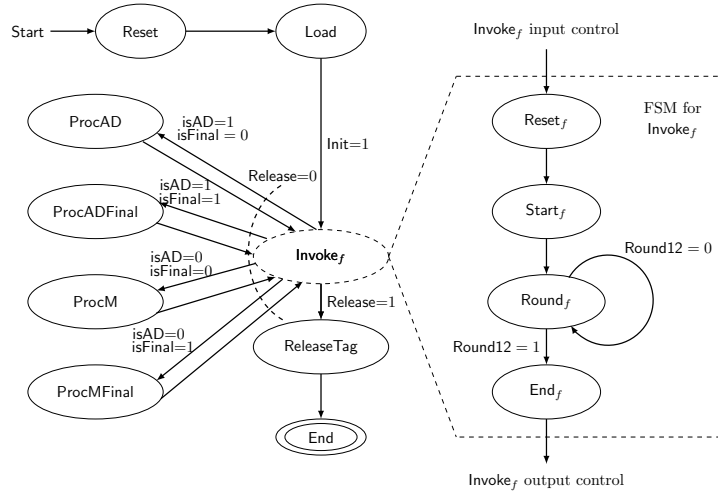 Start
Reset
Load
Invoke_f input control
ProcAD
isAD=1
isFinal = 0
Init=1
Reset_f
FSM for
Invoke_f
Release=0
isAD=1
isFinal=1
ProcADFinal
Start_f
Invoke_f
isAD=0
isFinal=0
Round12 = 0
ProcM
Release=1
Round_f
isAD=0
isFinal=1
ReleaseTag
Round12 = 1
ProcMFinal
End_f
End
Invoke_f output control